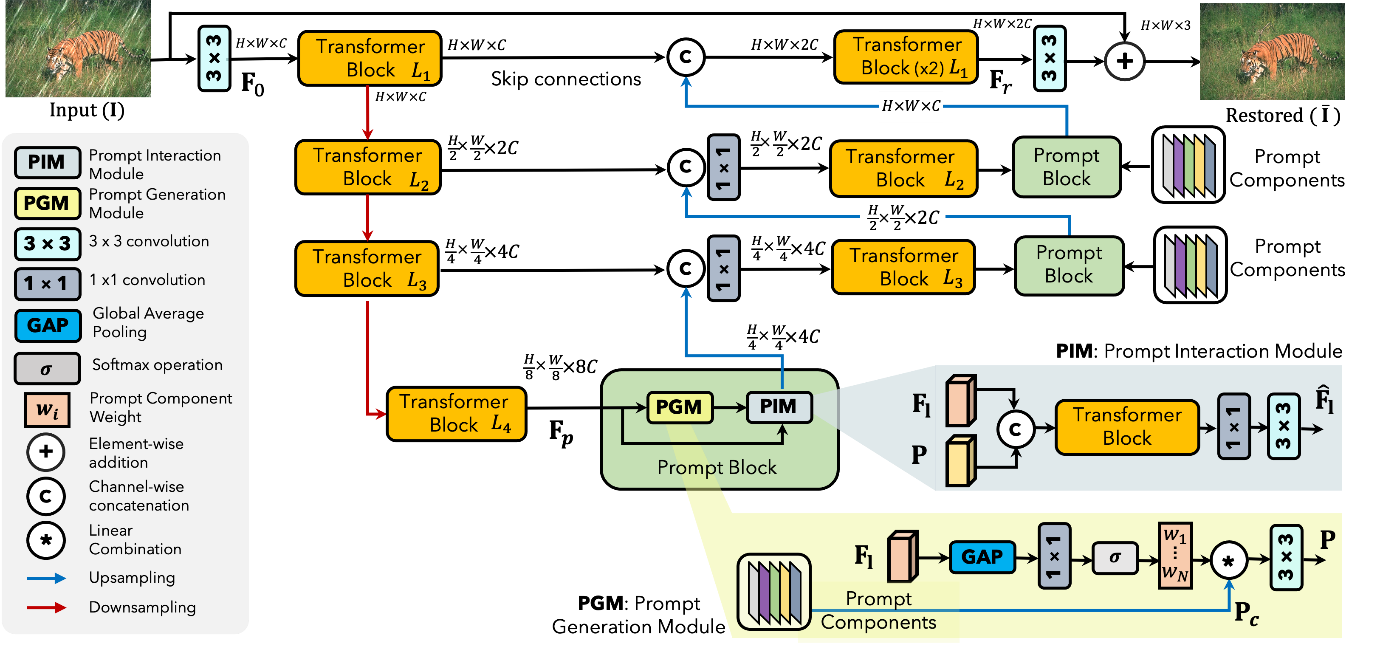 Input (I)
3 × 3
H×W×C
F₀
Transformer
Block L₁
H×W×C
H×W×C
Skip connections
C
H×W×2C
Transformer
Block (x2) L₁
H×W×2C
Fᵣ
3 × 3
+
H×W×3
Restored ( Ī )
H×W×C
Transformer
Block L₂
H/2 × W/2 ×2C
C
1 × 1
H/2 × W/2 ×2C
Transformer
Block L₂
Prompt
Block
Prompt
Components
H/2 × W/2 ×2C
Transformer
Block L₃
H/4 × W/4 ×4C
C
1 × 1
H/4 × W/4 ×4C
Transformer
Block L₃
Prompt
Block
Prompt
Components
H/4 × W/4 ×4C
Transformer
Block L₄
H/8 × W/8 ×8C
Fₚ
PGM
PIM
Prompt Block
PIM: Prompt Interaction Module
Fₗ
P
C
Transformer
Block
1 × 1
3 × 3
F̂ₗ
PGM: Prompt
Generation Module
Prompt
Components
Fₗ
GAP
1 × 1
σ
w₁
⋮
w_N
*
P_c
3 × 3
P
PIM
Prompt Interaction
Module
PGM
Prompt Generation
Module
3 × 3
3 x 3 convolution
1 × 1
1 x1 convolution
GAP
Global Average
Pooling
σ
Softmax operation
wᵢ
Prompt Component
Weight
+
Element-wise
addition
C
Channel-wise
concatenation
*
Linear
Combination
Upsampling
Downsampling